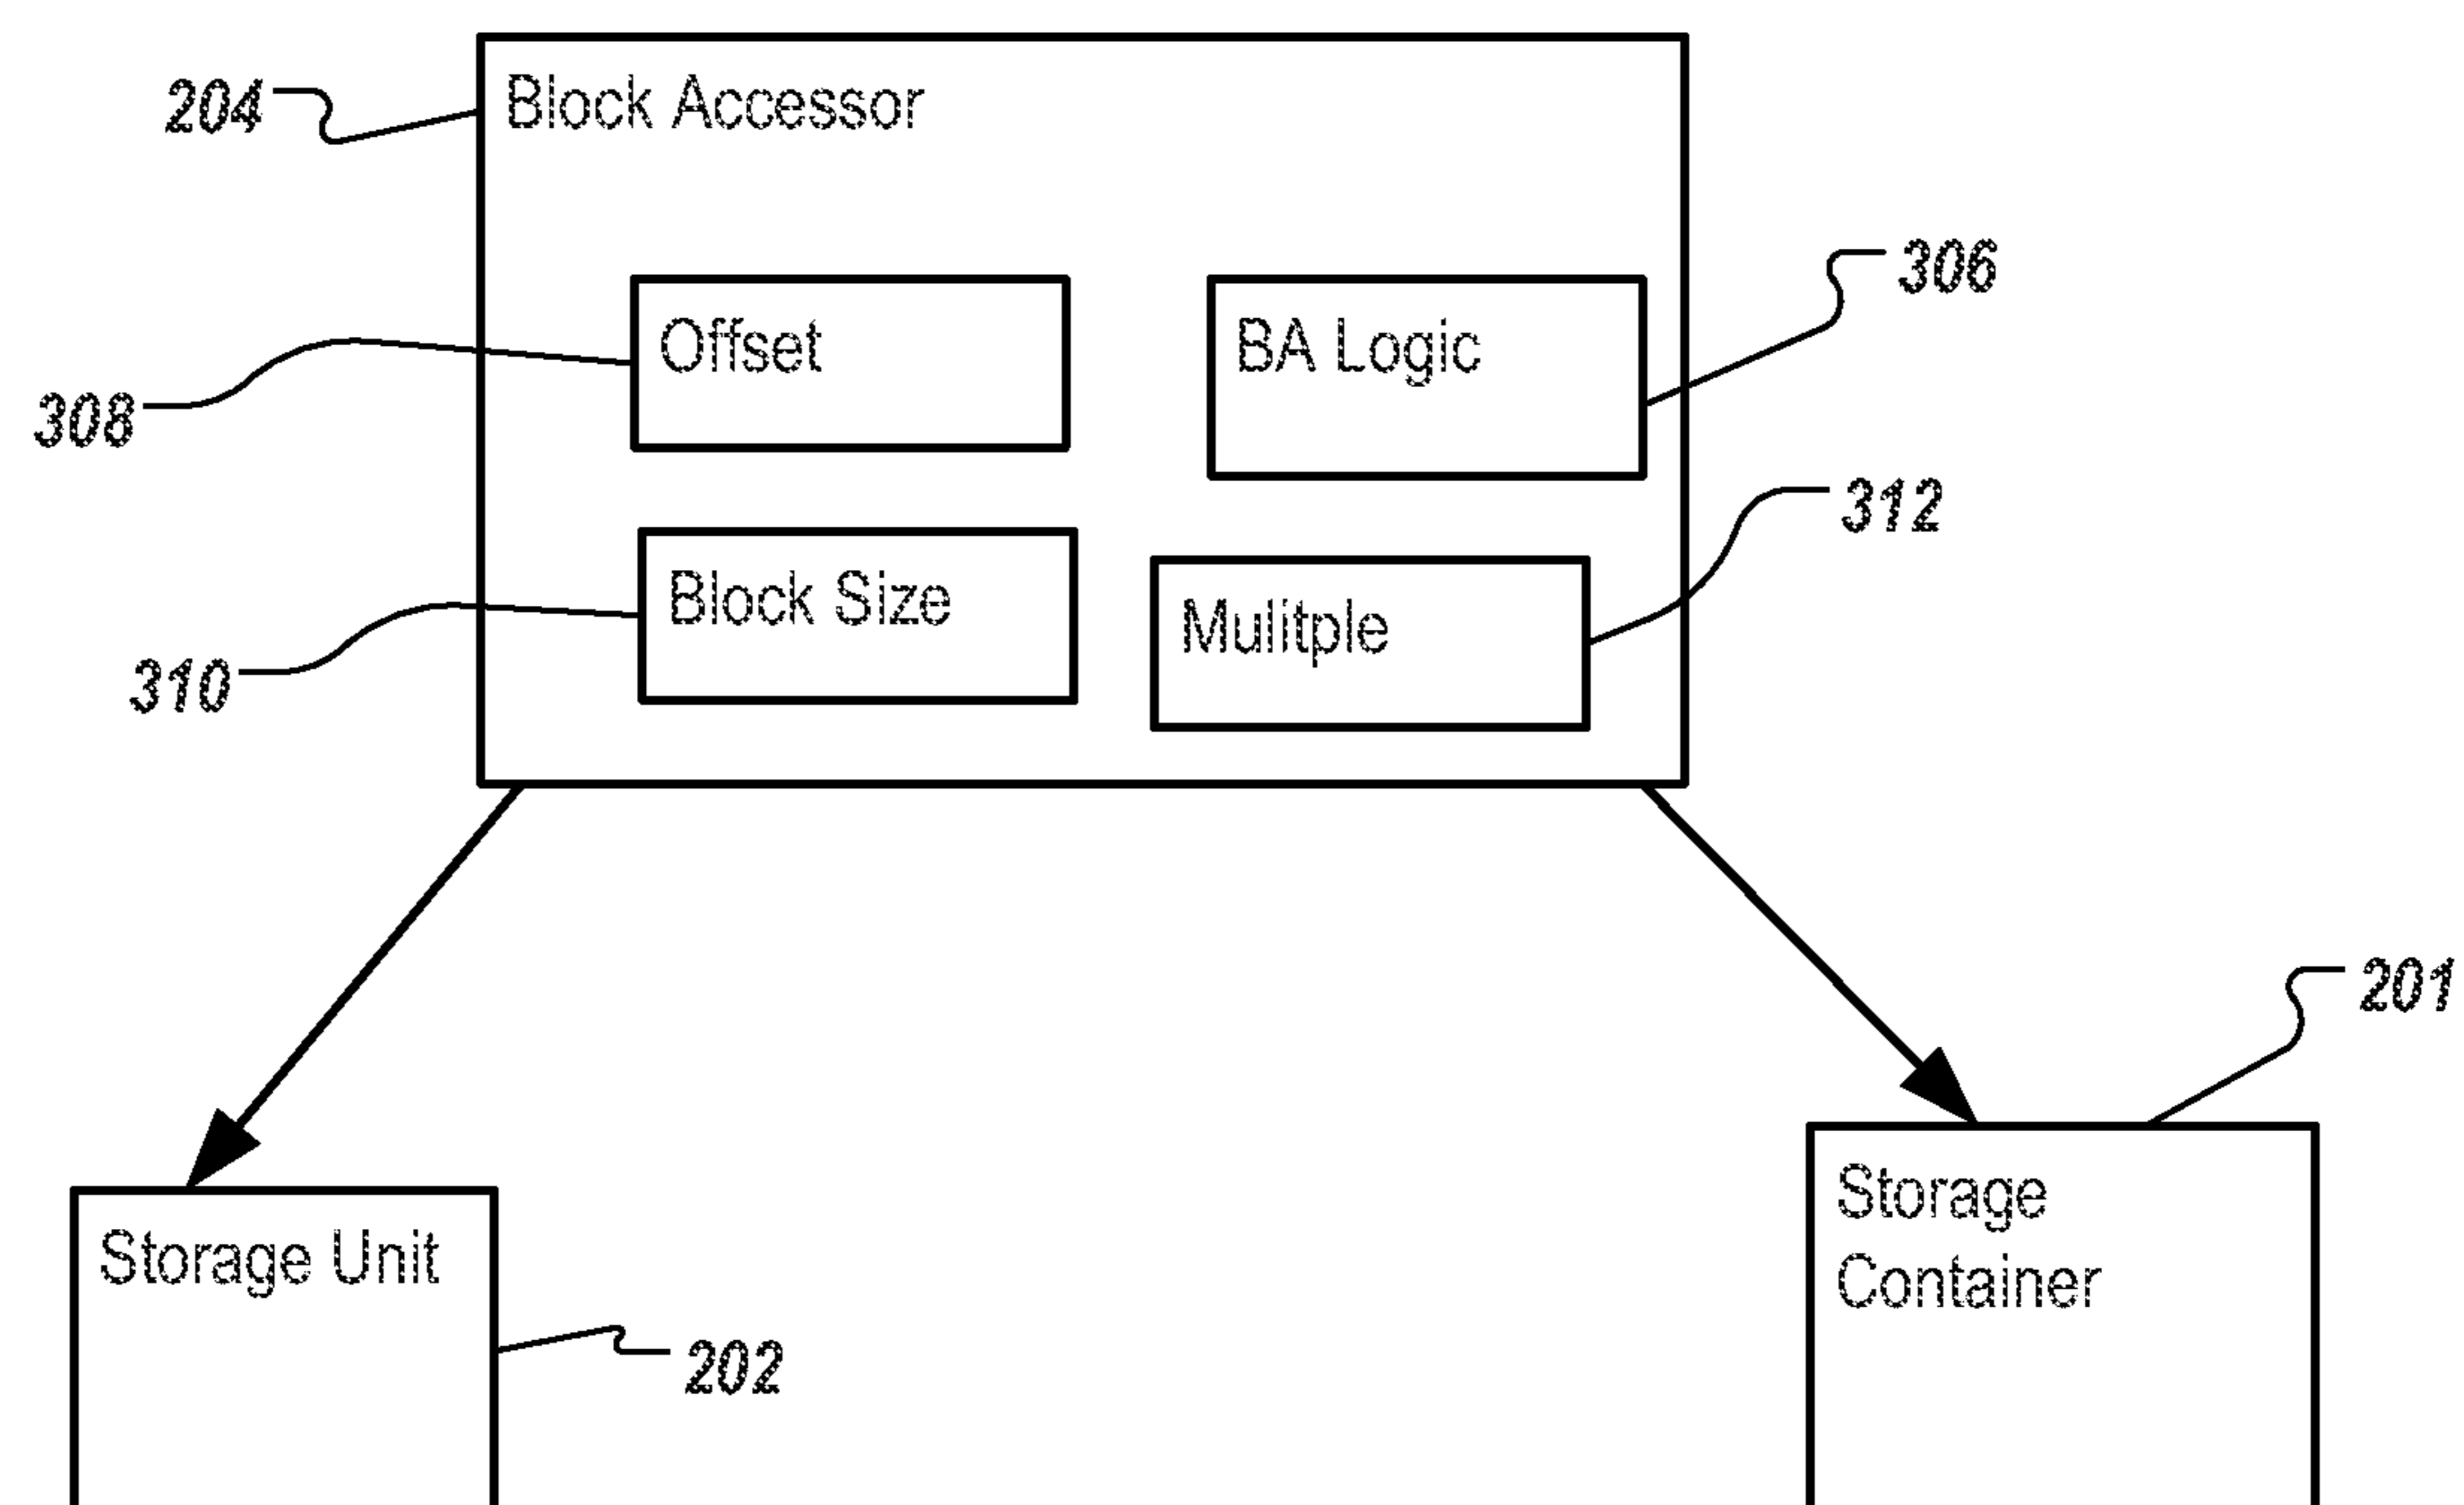 204
Block Accessor
306
Offset
BA Logic
308
312
Block Size
Mulitple
310
201
Storage
Container
Storage Unit
202